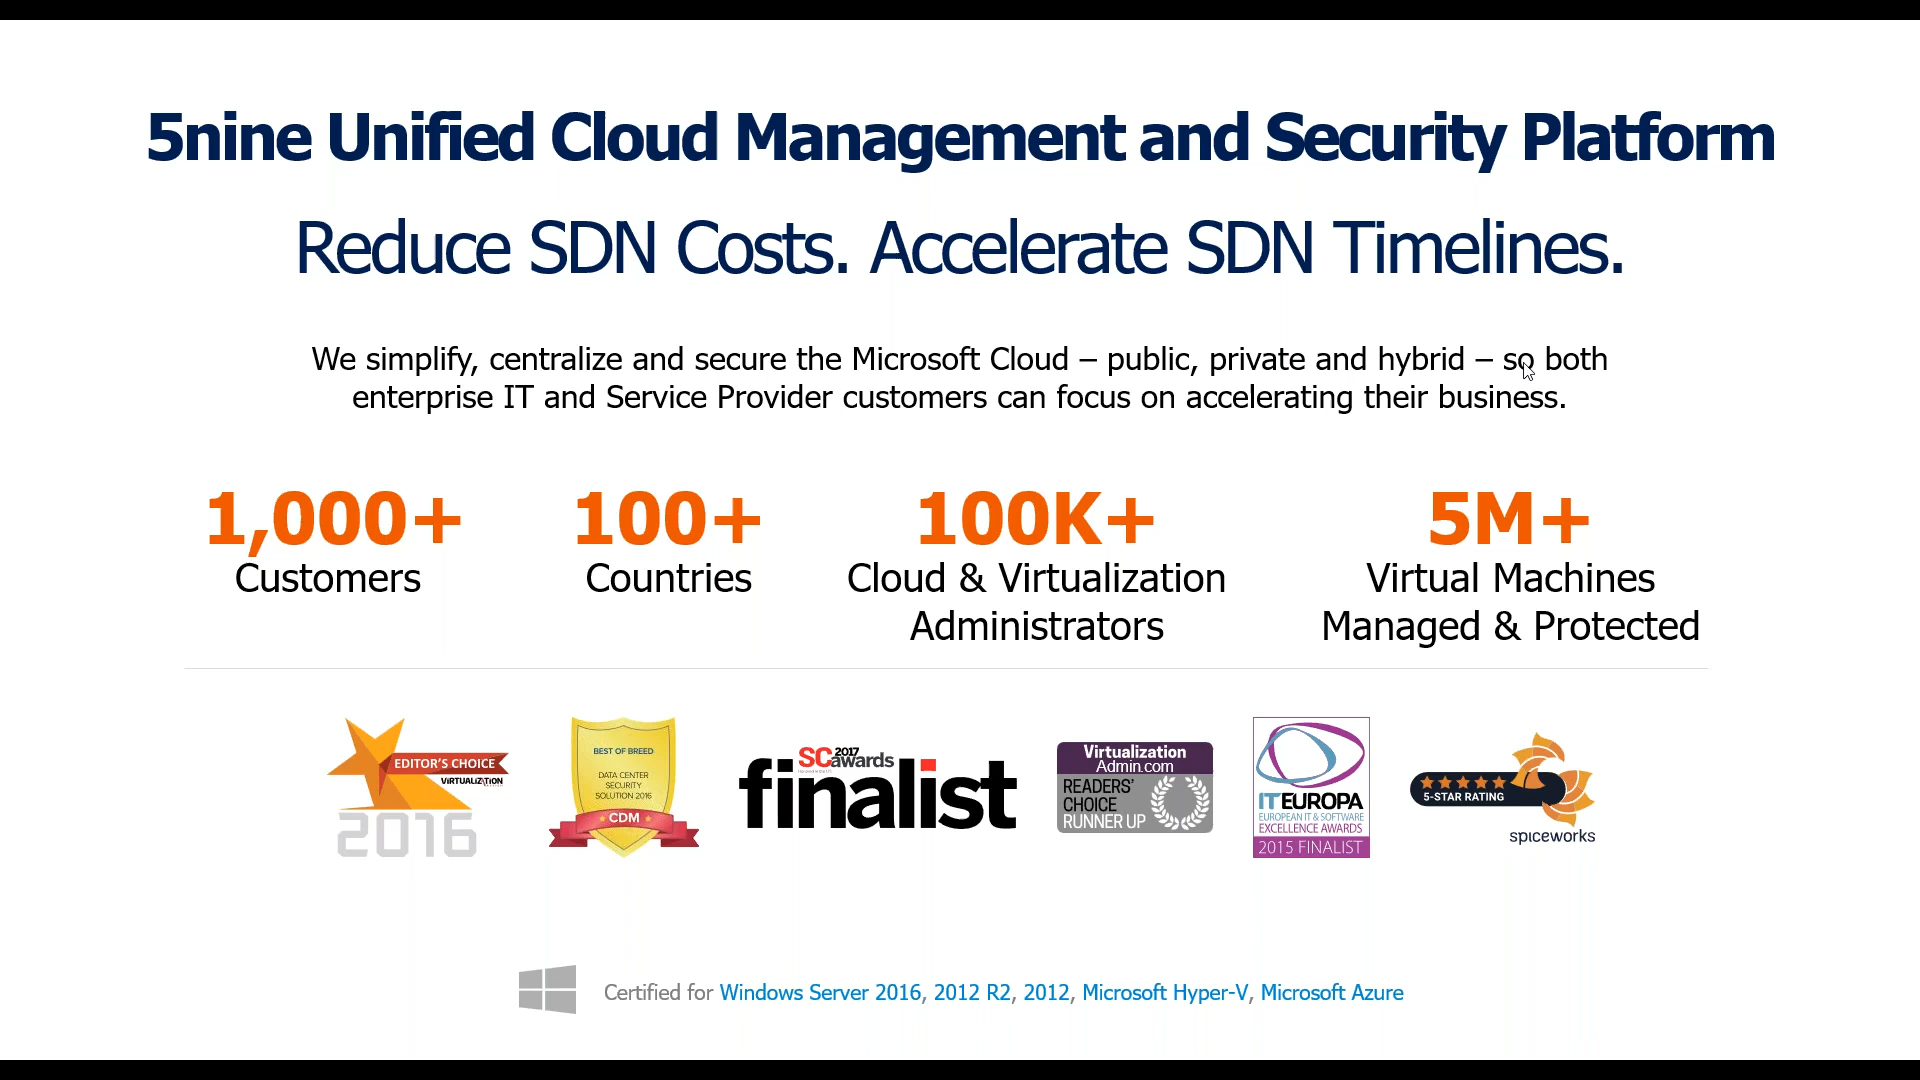 5nine Unified Cloud Management and Security Platform
Reduce SDN Costs. Accelerate SDN Timelines.
We simplify, centralize and secure the Microsoft Cloud – public, private and hybrid – so both
enterprise IT and Service Provider customers can focus on accelerating their business.
1,000+
Customers
100+
Countries
100K+
Cloud & Virtualization
Administrators
5M+
Virtual Machines
Managed & Protected
EDITOR'S CHOICE
VIRTUALIZATION
2016
BEST OF BREED
DATA CENTER
SECURITY
SOLUTION 2016
CDM
SC 2017 awards
finalist
Virtualization
Admin.com
READERS'
CHOICE
RUNNER UP
IT EUROPA
EUROPEAN IT & SOFTWARE
EXCELLENCE AWARDS
2015 FINALIST
5-STAR RATING
spiceworks
Certified for Windows Server 2016, 2012 R2, 2012, Microsoft Hyper-V, Microsoft Azure